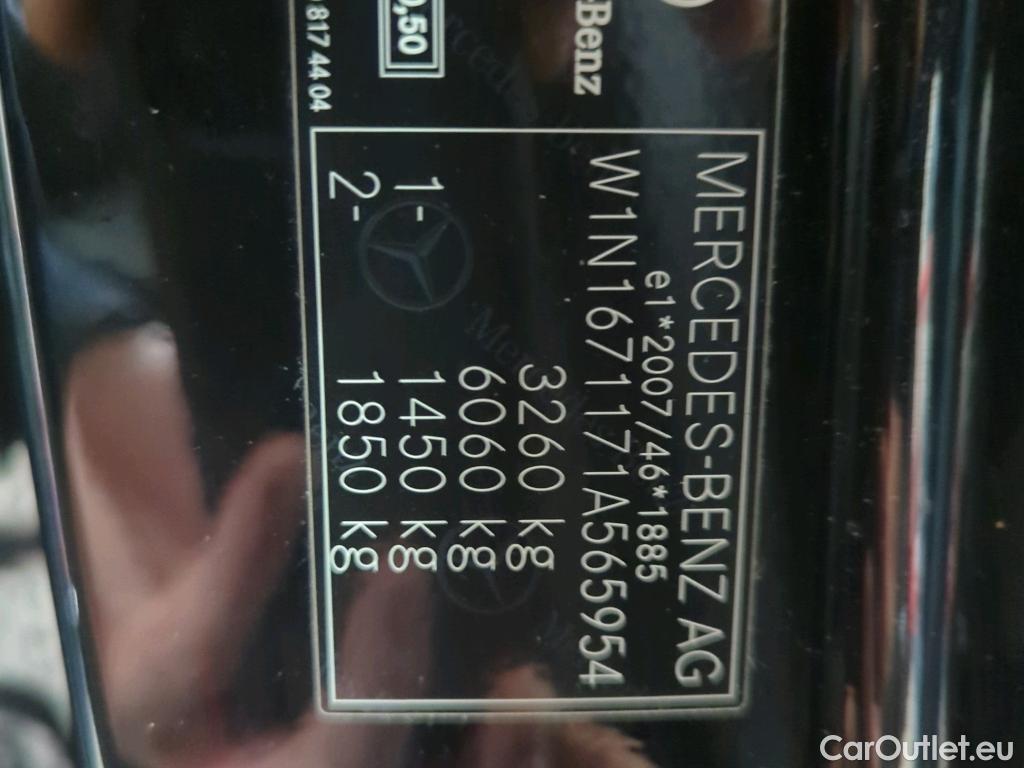 -Benz
0,50
817 44 04
MERCEDES-BENZ AG
e1*2007/46*1885
W1N1671171A565954
3260 kg
6060 kg
1- 1450 kg
2- 1850 kg
CarOutlet.eu